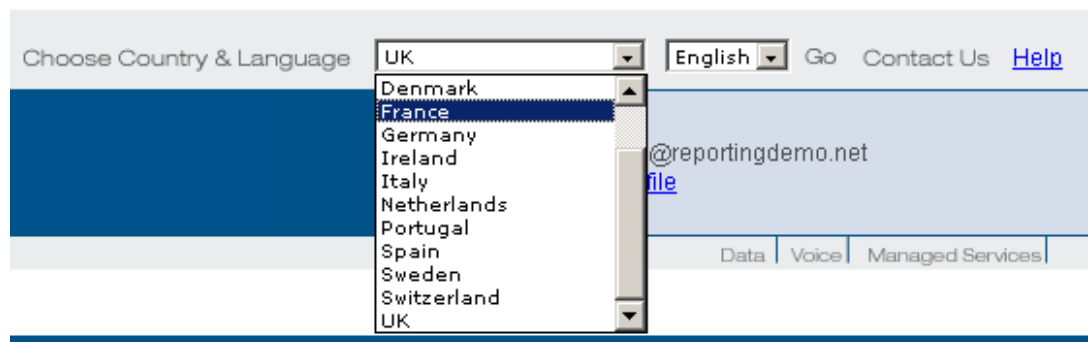 Choose Country & Language UK English Go Contact Us Help
Denmark
France
Germany
Ireland
@reportingdemo.net
Italy
file
Netherlands
Portugal
Spain
Data Voice Managed Services
Sweden
Switzerland
UK